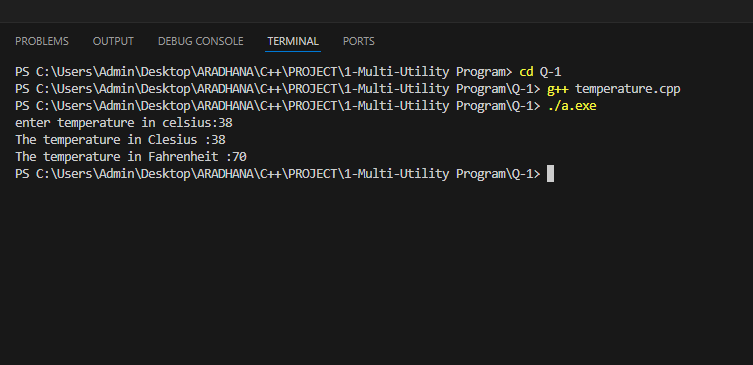 PROBLEMS OUTPUT DEBUG CONSOLE TERMINAL PORTS
PS C:\Users\Admin\Desktop\ARADHANA\C++\PROJECT\1-Multi-Utility Program> cd Q-1
PS C:\Users\Admin\Desktop\ARADHANA\C++\PROJECT\1-Multi-Utility Program\Q-1> g++ temperature.cpp
PS C:\Users\Admin\Desktop\ARADHANA\C++\PROJECT\1-Multi-Utility Program\Q-1> ./a.exe
enter temperature in celsius:38
The temperature in Clesius :38
The temperature in Fahrenheit :70
PS C:\Users\Admin\Desktop\ARADHANA\C++\PROJECT\1-Multi-Utility Program\Q-1>